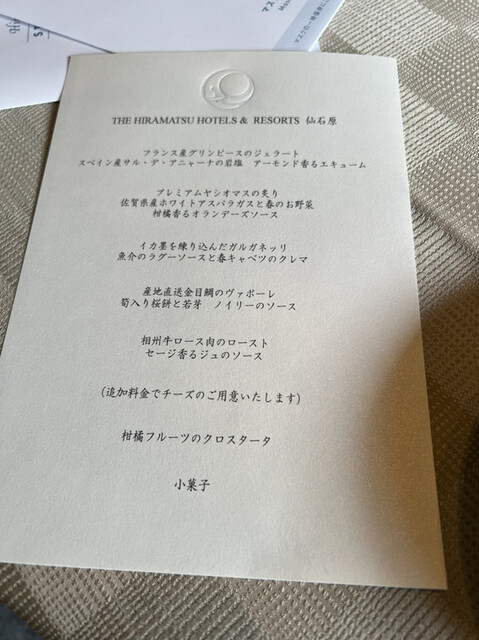 THE HIRAMATSU HOTELS & RESORTS 仙石原
フランス産グリンピースのジェラート
スペイン産サル・デ・アニャーナの岩塩 アーモンド香るエキューム
プレミアムヤシオマスの炙り
佐賀県産ホワイトアスパラガスと春のお野菜
柑橘香るオランデーズソース
イカ墨を練り込んだガルガネッリ
魚介のラグーソースと春キャベツのクレマ
産地直送金目鯛のヴァポーレ
筍入り桜餅と若芽 ノイリーのソース
相州牛ロース肉のロースト
セージ香るジュのソース
(追加料金でチーズのご用意いたします)
柑橘フルーツのクロスタータ
小菓子